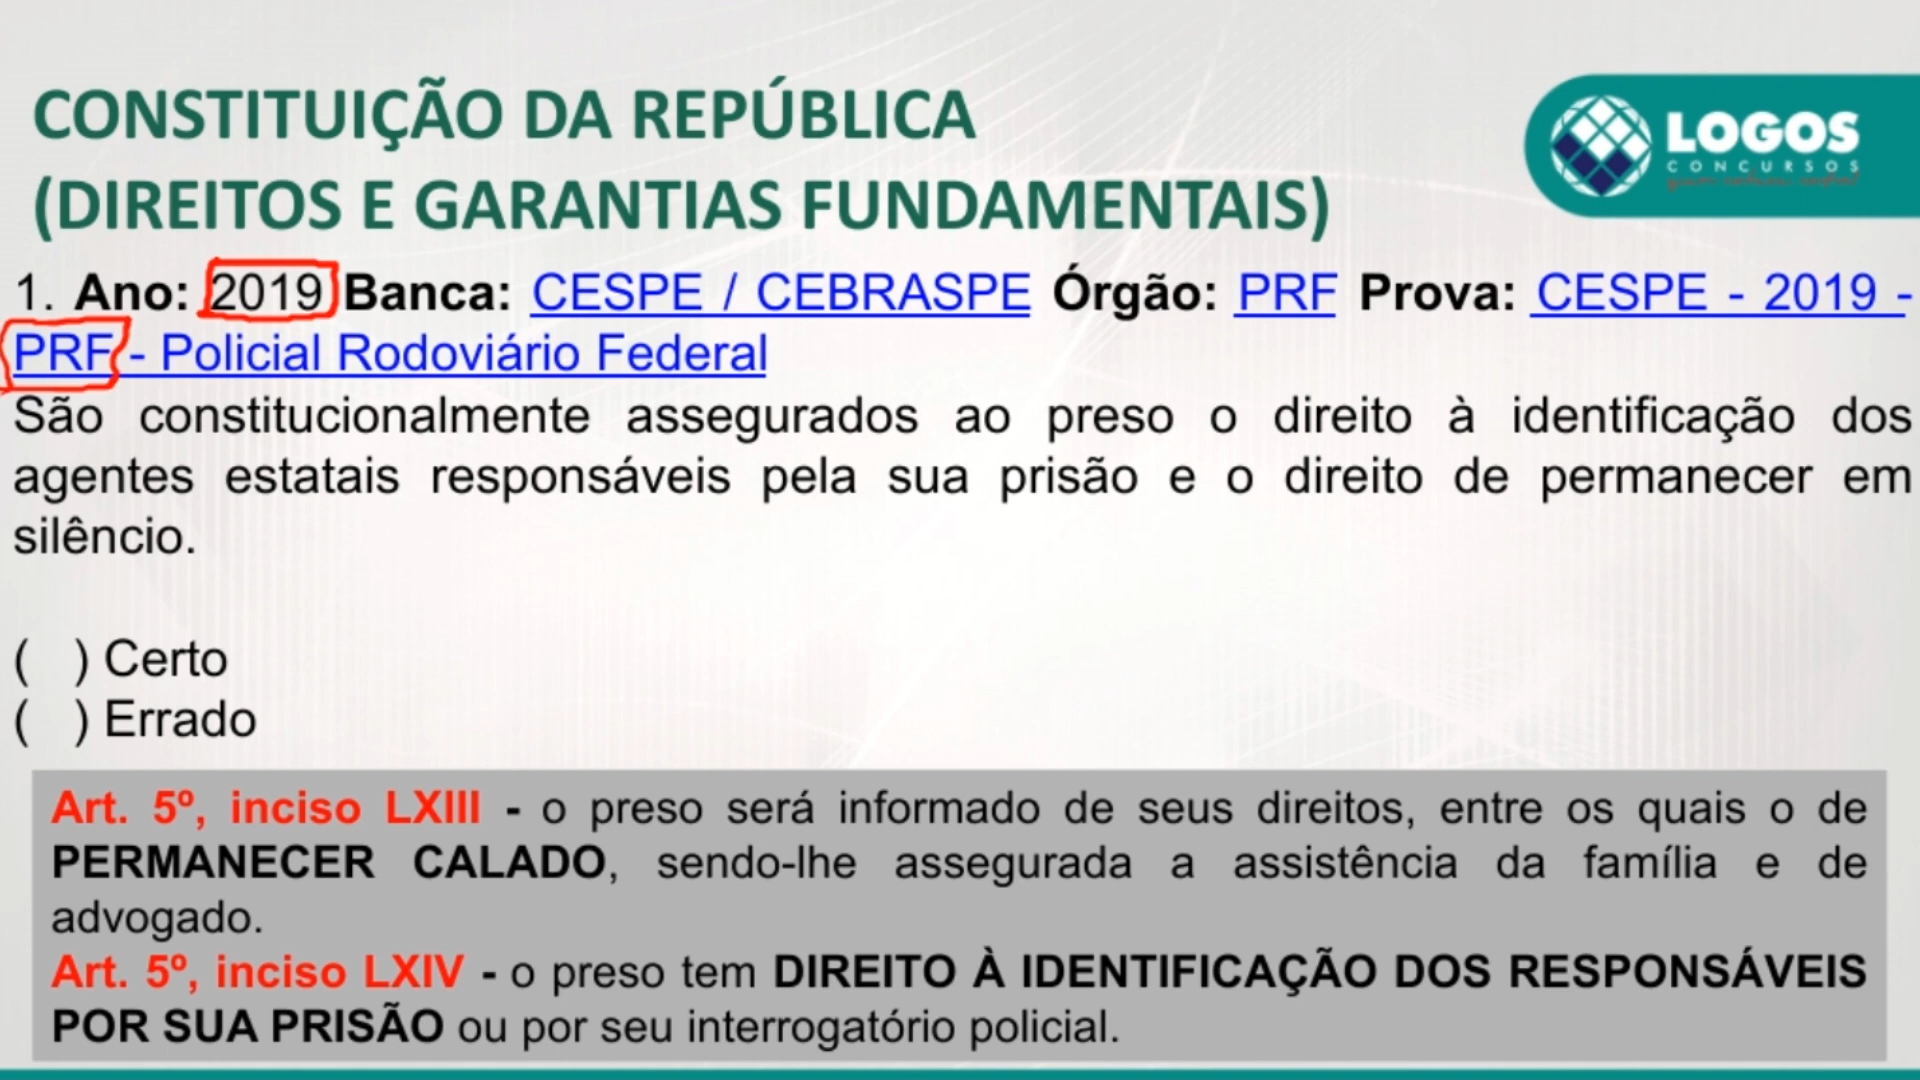 CONSTITUIÇÃO DA REPÚBLICA
(DIREITOS E GARANTIAS FUNDAMENTAIS)
LOGOS
CONCURSOS
1. Ano: 2019 Banca: CESPE / CEBRASPE Órgão: PRF Prova: CESPE - 2019 -
PRF - Policial Rodoviário Federal
São constitucionalmente assegurados ao preso o direito à identificação dos
agentes estatais responsáveis pela sua prisão e o direito de permanecer em
silêncio.
(   ) Certo
(   ) Errado
Art. 5º, inciso LXIII - o preso será informado de seus direitos, entre os quais o de
PERMANECER CALADO, sendo-lhe assegurada a assistência da família e de
advogado.
Art. 5º, inciso LXIV - o preso tem DIREITO À IDENTIFICAÇÃO DOS RESPONSÁVEIS
POR SUA PRISÃO ou por seu interrogatório policial.